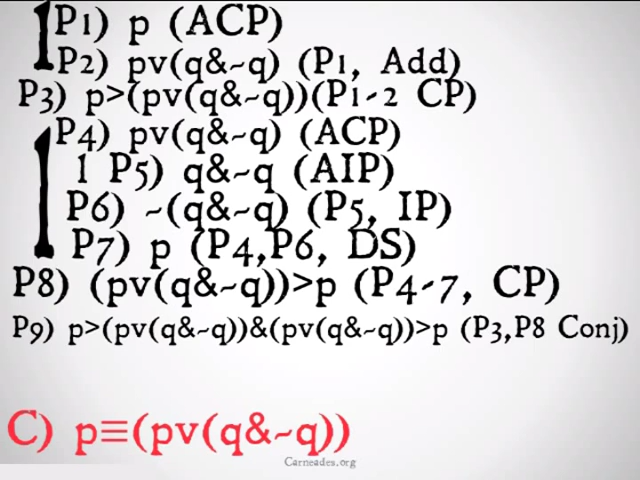 P1) p (ACP)
P2) pv(q&~q) (P1, Add)
P3) p>(pv(q&~q))(P1-2 CP)
P4) pv(q&~q) (ACP)
1 P5) q&~q (AIP)
P6) ~(q&~q) (P5, IP)
P7) p (P4,P6, DS)
P8) (pv(q&~q))>p (P4-7, CP)
P9) p>(pv(q&~q))&(pv(q&~q))>p (P3,P8 Conj)
C) p≡(pv(q&~q))
Carneades.org